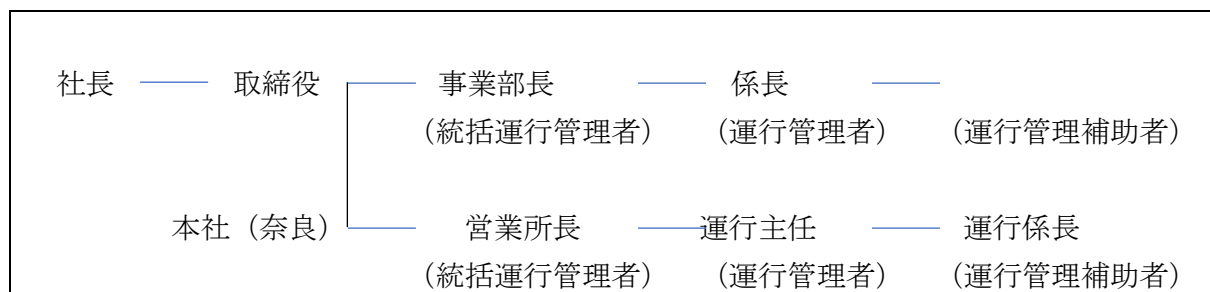 社長 取締役 事業部長 係長
（統括運行管理者） （運行管理者） （運行管理補助者）
本社（奈良） 営業所長 運行主任 運行係長
（統括運行管理者） （運行管理者） （運行管理補助者）